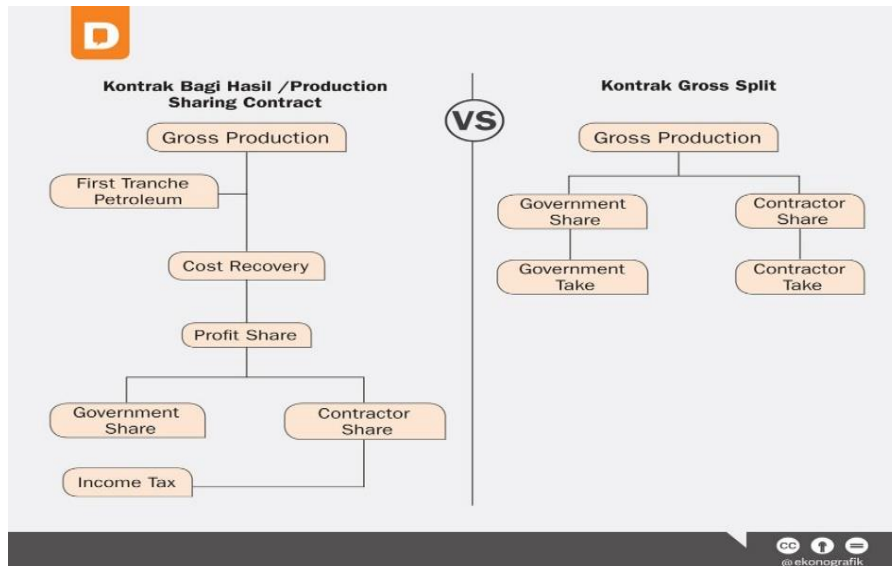 D
Kontrak Bagi Hasil /Production
Sharing Contract
Gross Production
First Tranche
Petroleum
Cost Recovery
Profit Share
Government
Share
Contractor
Share
Income Tax
VS
Kontrak Gross Split
Gross Production
Government
Share
Contractor
Share
Government
Take
Contractor
Take
cc
@ekonografik